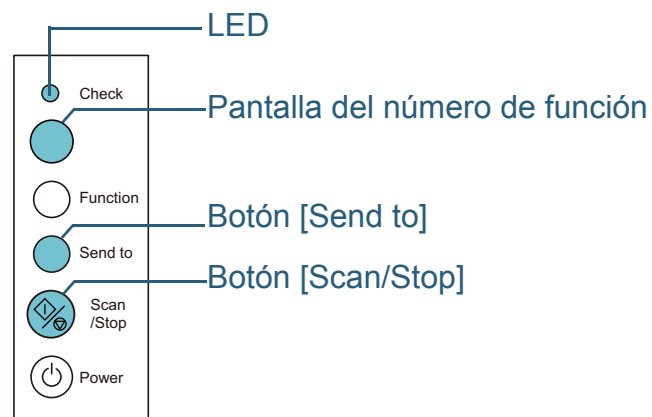 LED
Check
Pantalla del número de función
Function
Botón [Send to]
Send to
Botón [Scan/Stop]
Scan
/Stop
Power